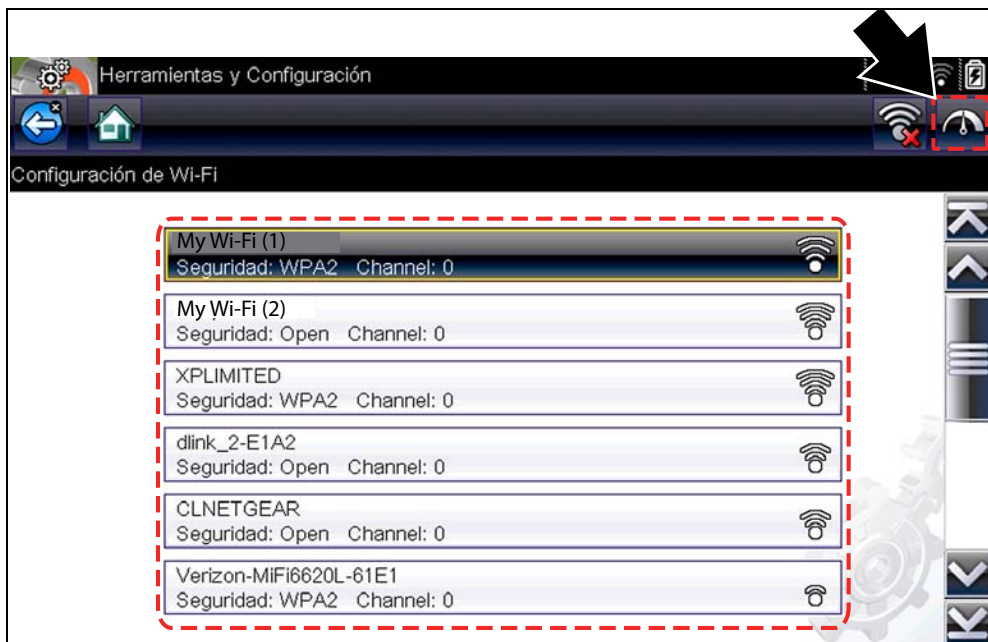 Herramientas y Configuración
Configuración de Wi-Fi
My Wi-Fi (1)
Seguridad: WPA2 Channel: 0
My Wi-Fi (2)
Seguridad: Open Channel: 0
XPLIMITED
Seguridad: WPA2 Channel: 0
dlink_2-E1A2
Seguridad: Open Channel: 0
CLNETGEAR
Seguridad: Open Channel: 0
Verizon-MiFi6620L-61E1
Seguridad: WPA2 Channel: 0